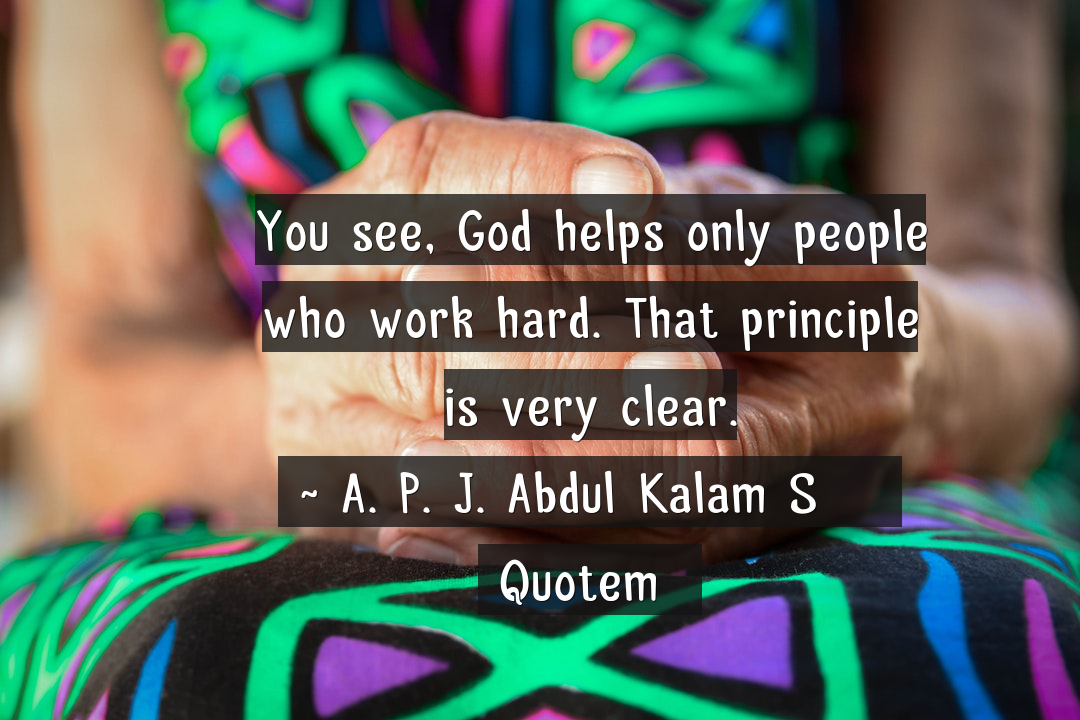 You see, God helps only people
who work hard. That principle
is very clear.
~ A. P. J. Abdul Kalam S
Quotem